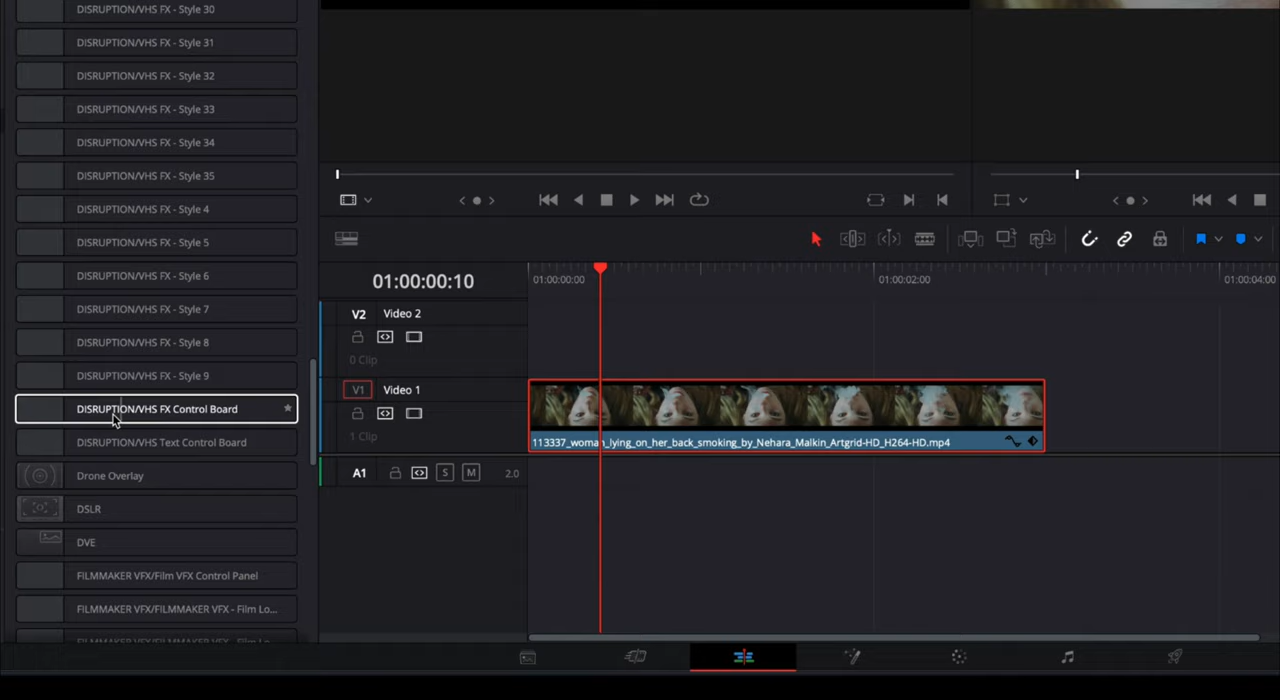 DISRUPTION/VHS FX - Style 30
DISRUPTION/VHS FX - Style 31
DISRUPTION/VHS FX - Style 32
DISRUPTION/VHS FX - Style 33
DISRUPTION/VHS FX - Style 34
DISRUPTION/VHS FX - Style 35
DISRUPTION/VHS FX - Style 4
DISRUPTION/VHS FX - Style 5
DISRUPTION/VHS FX - Style 6
DISRUPTION/VHS FX - Style 7
DISRUPTION/VHS FX - Style 8
DISRUPTION/VHS FX - Style 9
DISRUPTION/VHS FX Control Board
DISRUPTION/VHS Text Control Board
Drone Overlay
DSLR
DVE
FILMMAKER VFX/Film VFX Control Panel
FILMMAKER VFX/FILMMAKER VFX - Film Lo...
FILMMAKER VFX/FILMMAKER VFX - Film Lo...
01:00:00:10
01:00:00:00
01:00:02:00
01:00:04:00
V2 Video 2
0 Clip
V1 Video 1
1 Clip
113337_woman_lying_on_her_back_smoking_by_Nehara_Malkin_Artgrid-HD_H264-HD.mp4
A1 S M 2.0